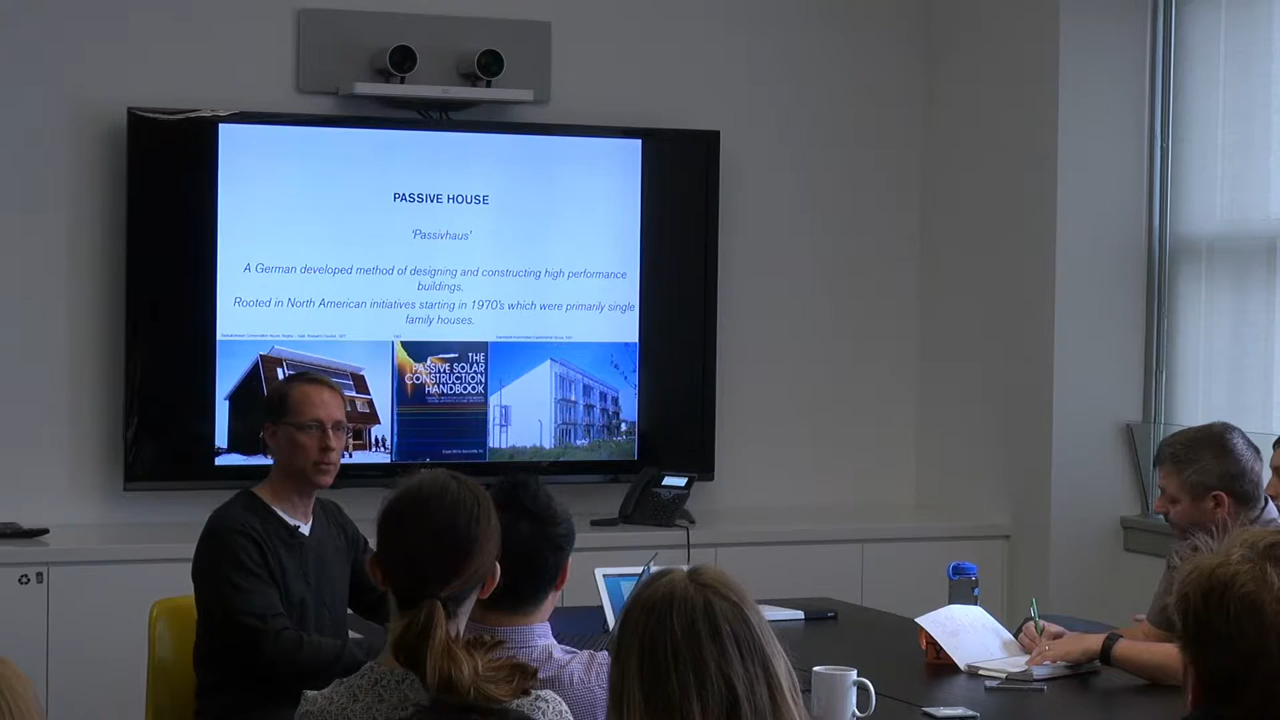 PASSIVE HOUSE
'Passivhaus'
A German developed method of designing and constructing high performance
buildings.
Rooted in North American initiatives starting in 1970's which were primarily single
family houses.
THE
PASSIVE SOLAR
CONSTRUCTION
HANDBOOK